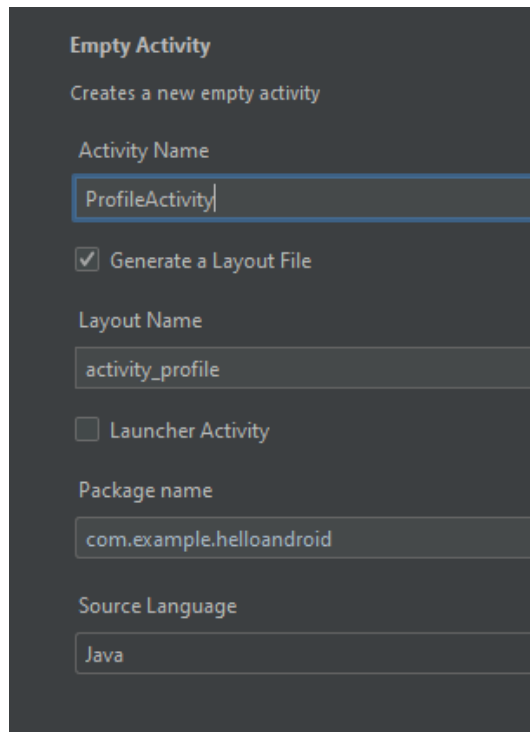 Empty Activity
Creates a new empty activity
Activity Name
ProfileActivity
Generate a Layout File
Layout Name
activity_profile
Launcher Activity
Package name
com.example.helloandroid
Source Language
Java